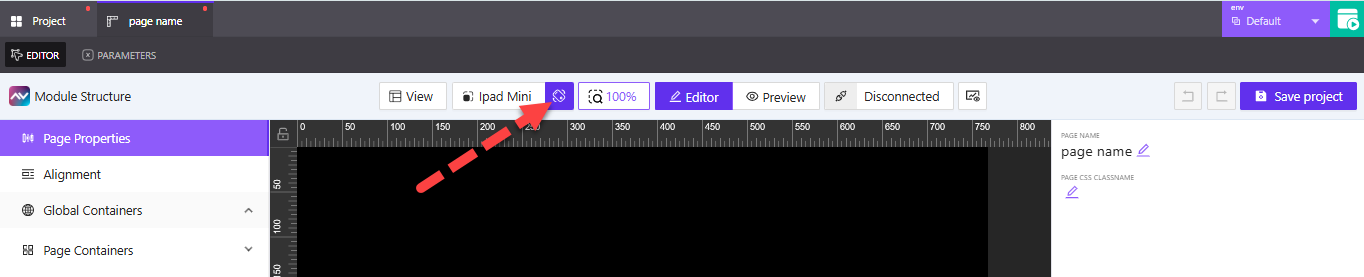 Project
page name
env
Default
EDITOR
PARAMETERS
Module Structure
View
Ipad Mini
100%
Editor
Preview
Disconnected
Save project
Page Properties
Alignment
Global Containers
Page Containers
0 50 100 150 200 250 300 350 400 450 500 550 600 650 700 750 800
50
100
150
PAGE NAME
page name
PAGE CSS CLASSNAME